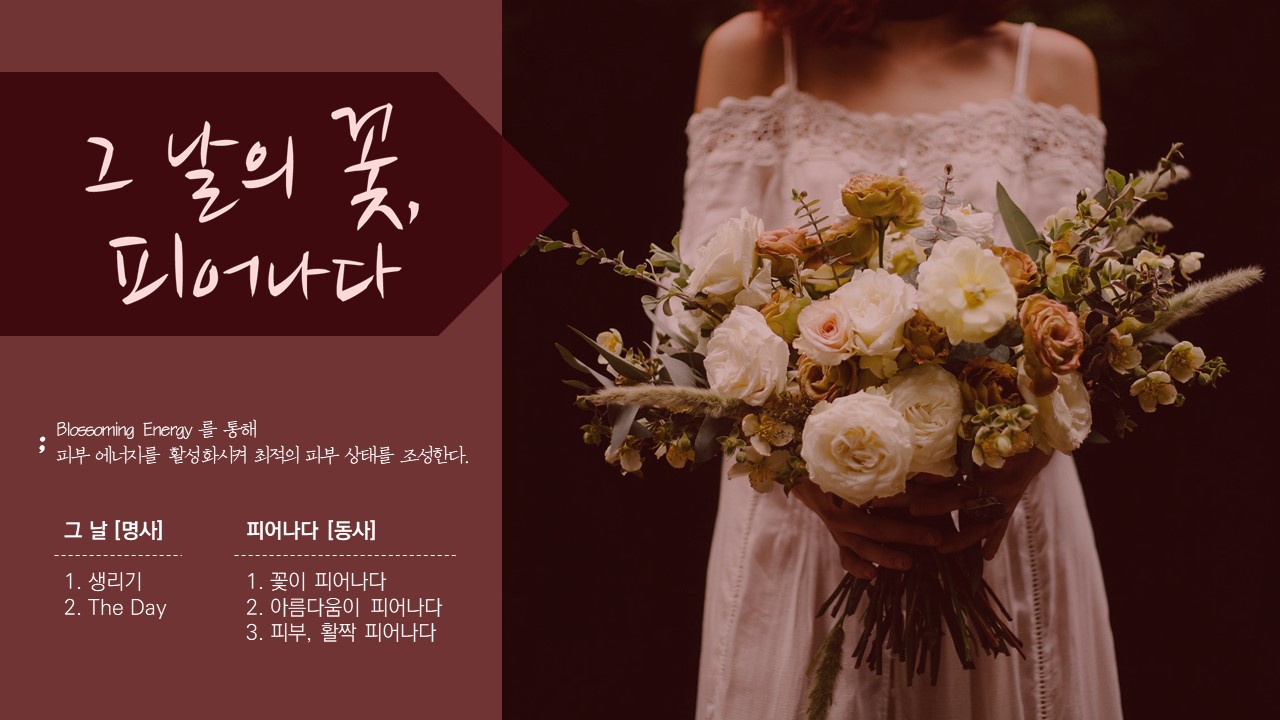 그 날의 꽃,
피어나다
; Blossoming Energy 를 통해
피부 에너지를 활성화시켜 최적의 피부 상태를 조성한다.
그 날 [명사]
1. 생리기
2. The Day
피어나다 [동사]
1. 꽃이 피어나다
2. 아름다움이 피어나다
3. 피부, 활짝 피어나다